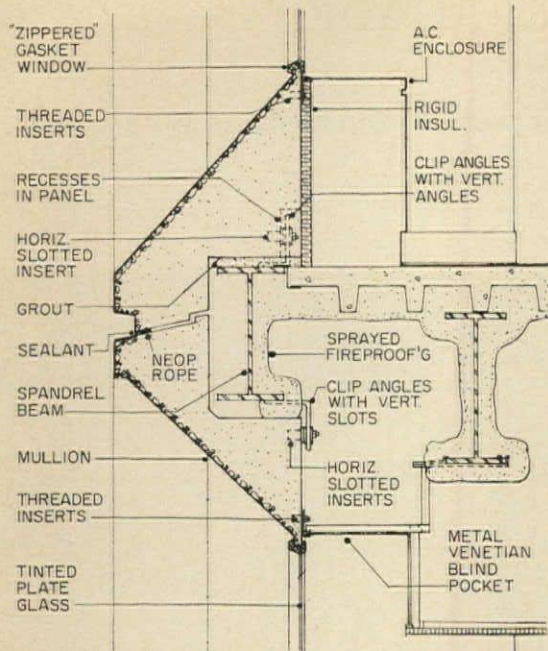 "ZIPPERED"
GASKET
WINDOW
THREADED
INSERTS
RECESSES
IN PANEL
HORIZ.
SLOTTED
INSERT
GROUT
SEALANT
SPANDREL
BEAM
MULLION
THREADED
INSERTS
TINTED
PLATE
GLASS
NEOP
ROPE
A.C.
ENCLOSURE
RIGID
INSUL.
CLIP ANGLES
WITH VERT.
ANGLES
SPRAYED
FIREPROOF'G
CLIP ANGLES
WITH VERT.
SLOTS
HORIZ.
SLOTTED
INSERTS
METAL
VENETIAN
BLIND
POCKET